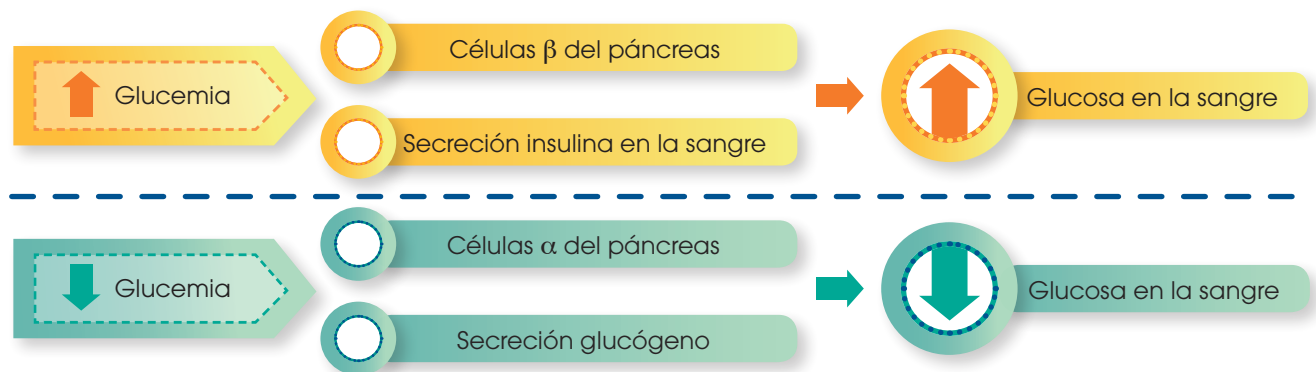 Glucemia
Células β del páncreas
Secreción insulina en la sangre
Glucosa en la sangre
Glucemia
Células α del páncreas
Secreción glucógeno
Glucosa en la sangre